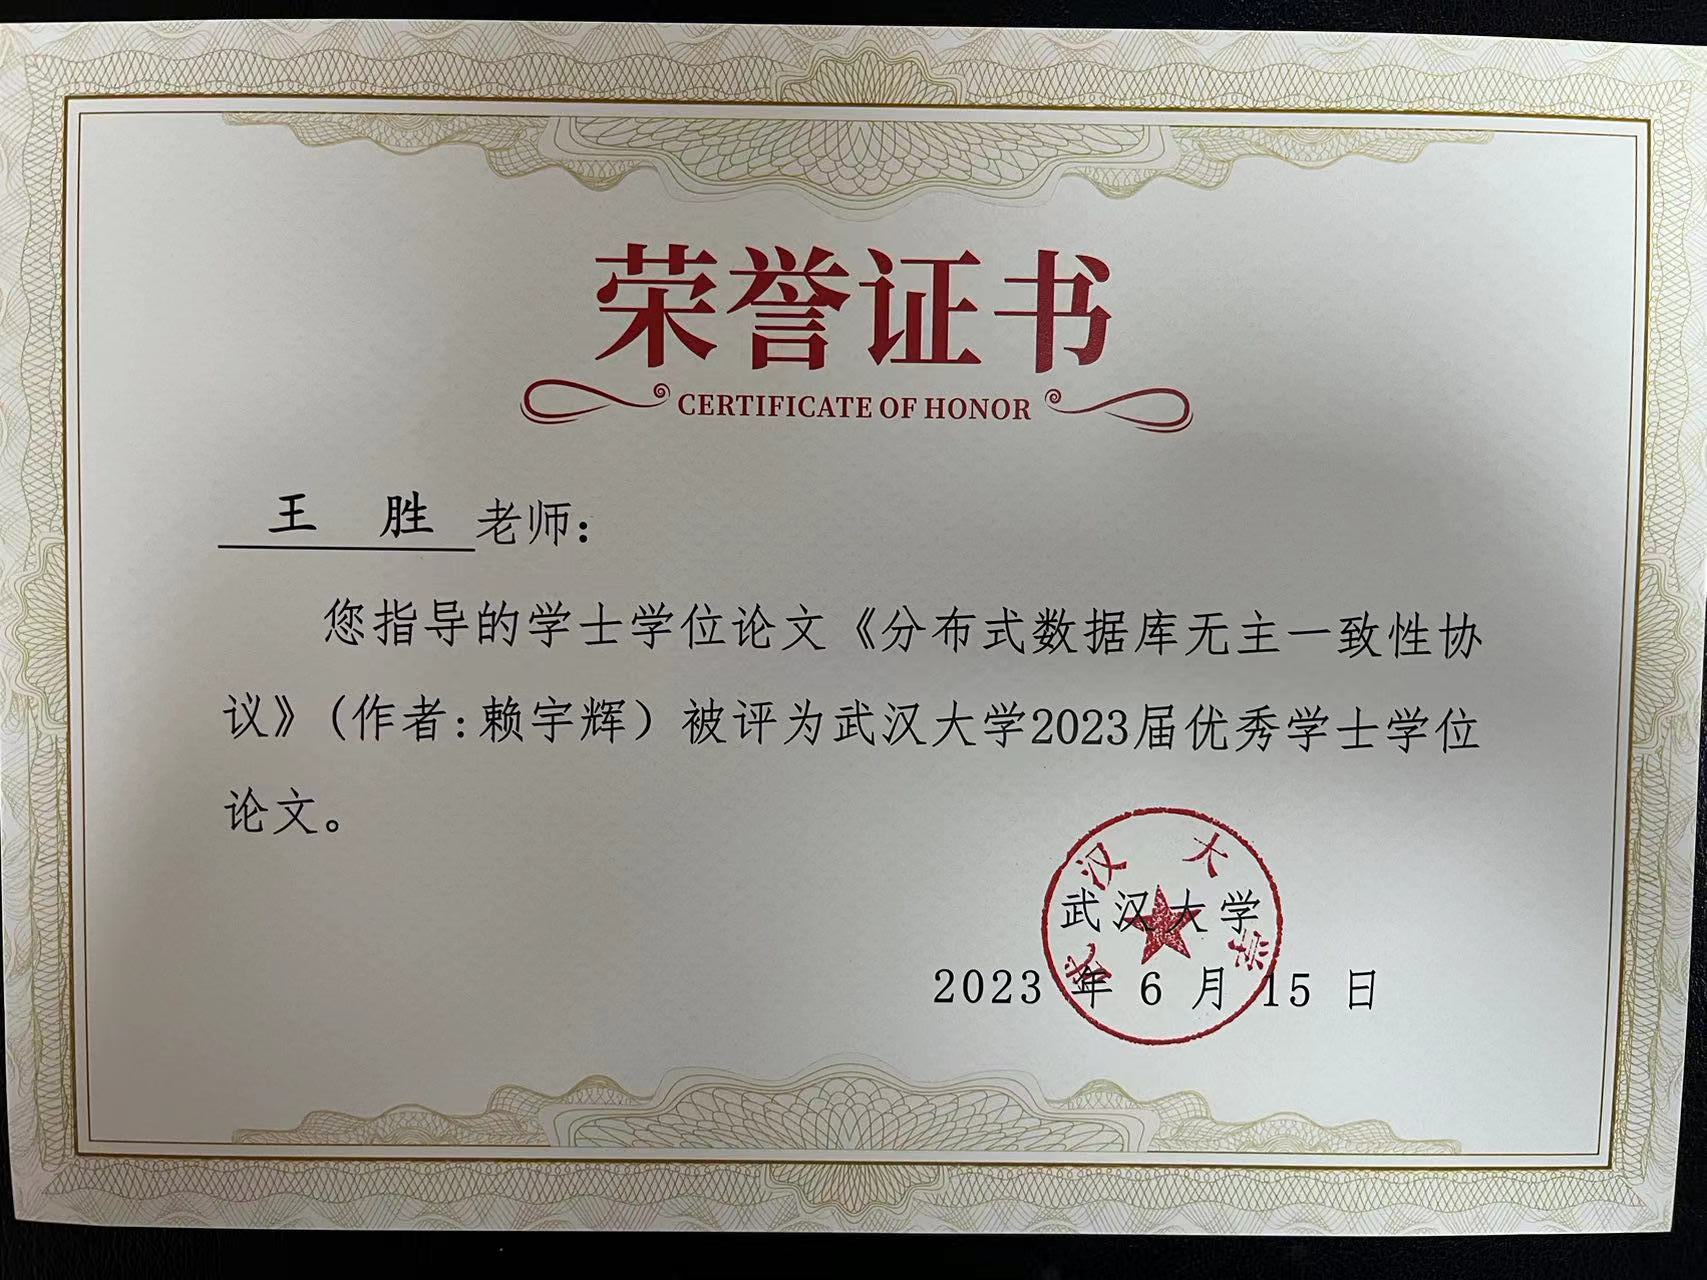 荣誉证书
CERTIFICATE OF HONOR
王 胜 老师：
您指导的学士学位论文《分布式数据库无主一致性协
议》（作者：赖宇辉）被评为武汉大学2023届优秀学士学位
论文。
武汉大学
武汉大学
2023 年 6 月 15 日